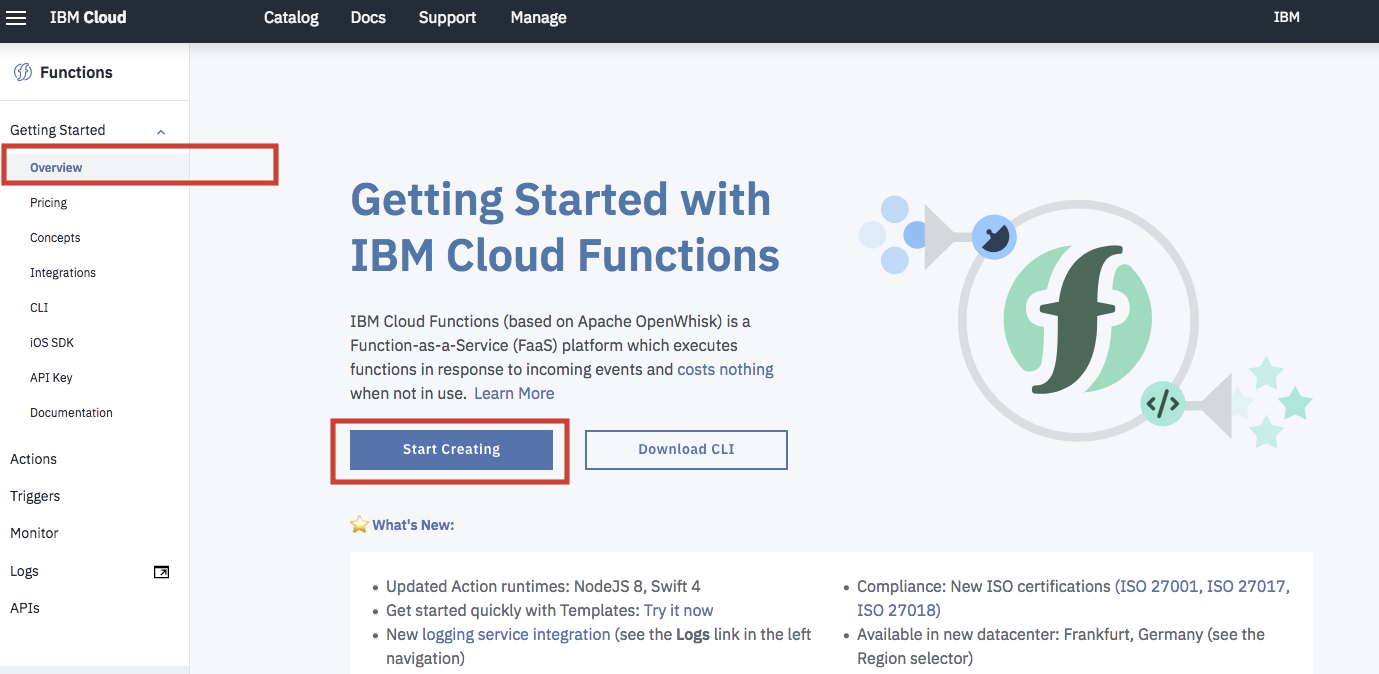 IBM Cloud
Catalog
Docs
Support
Manage
IBM
Functions
Getting Started
Overview
Pricing
Concepts
Integrations
CLI
iOS SDK
API Key
Documentation
Actions
Triggers
Monitor
Logs
APIs
Getting Started with
IBM Cloud Functions
IBM Cloud Functions (based on Apache OpenWhisk) is a
Function-as-a-Service (FaaS) platform which executes
functions in response to incoming events and costs nothing
when not in use. Learn More
Start Creating
Download CLI
What's New:
• Updated Action runtimes: NodeJS 8, Swift 4
• Get started quickly with Templates: Try it now
• New logging service integration (see the Logs link in the left
navigation)
• Compliance: New ISO certifications (ISO 27001, ISO 27017,
ISO 27018)
• Available in new datacenter: Frankfurt, Germany (see the
Region selector)